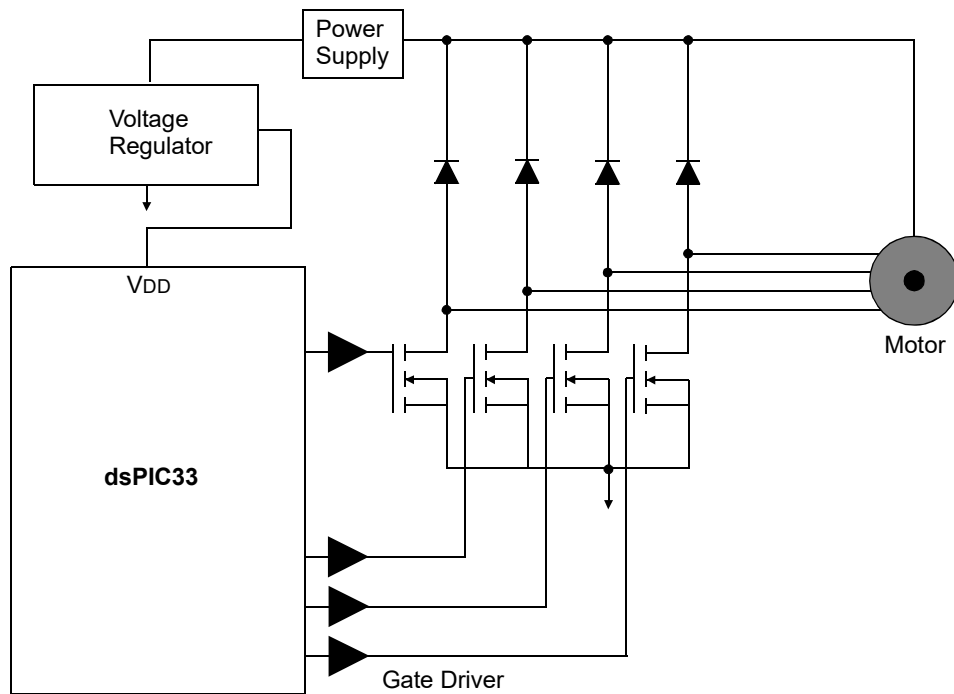 Power
Supply
Voltage
Regulator
VDD
Motor
dsPIC33
Gate Driver